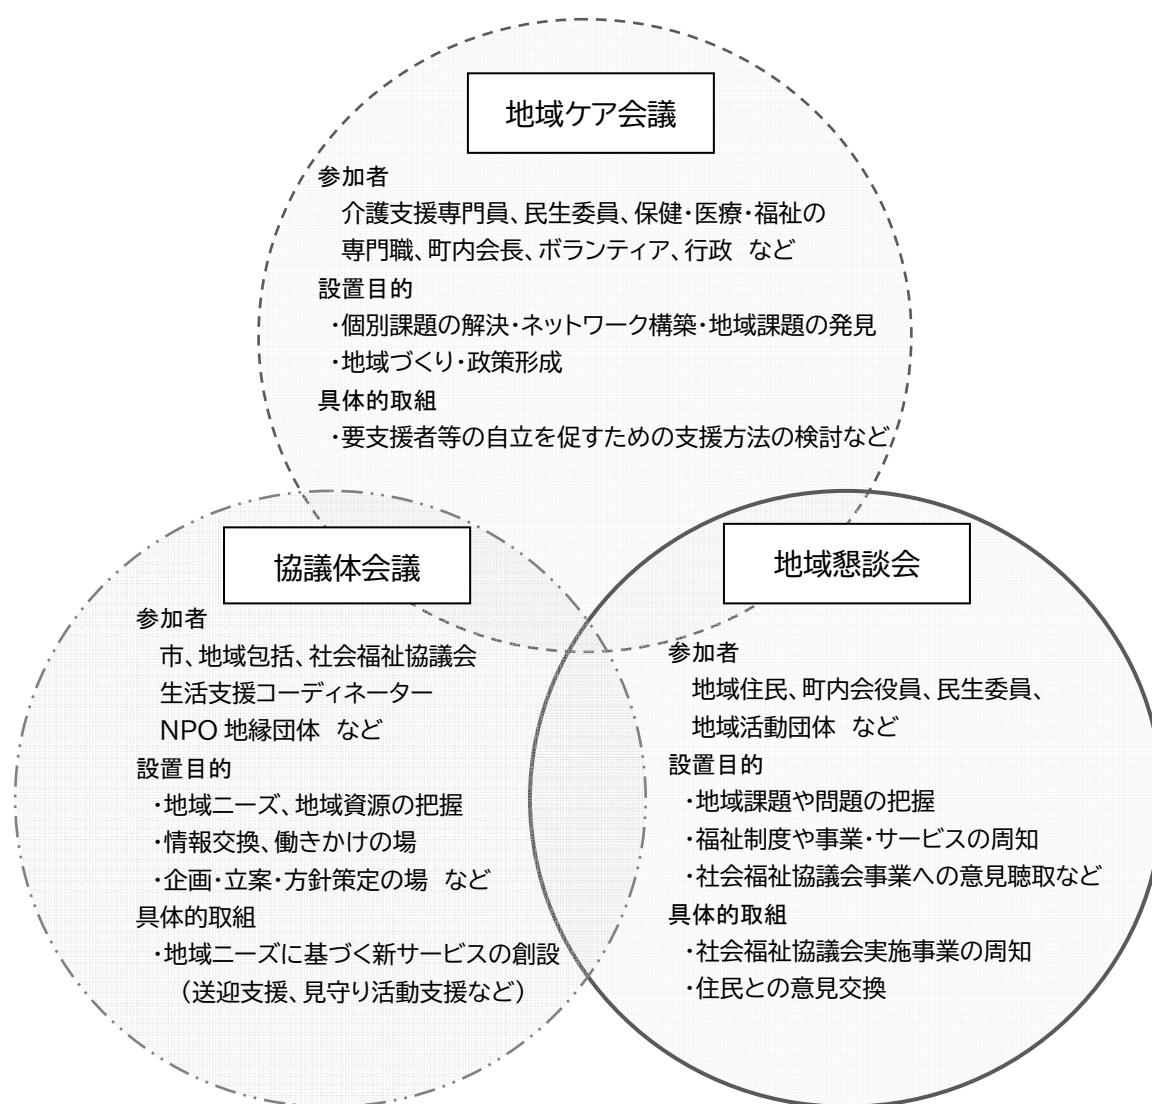 地域ケア会議
参加者
介護支援専門員、民生委員、保健・医療・福祉の
専門職、町内会長、ボランティア、行政 など
設置目的
・個別課題の解決・ネットワーク構築・地域課題の発見
・地域づくり・政策形成
具体的取組
・要支援者等の自立を促すための支援方法の検討など
協議体会議
参加者
市、地域包括、社会福祉協議会
生活支援コーディネーター
NPO 地縁団体 など
設置目的
・地域ニーズ、地域資源の把握
・情報交換、働きかけの場
・企画・立案・方針策定の場 など
具体的取組
・地域ニーズに基づく新サービスの創設
（送迎支援、見守り活動支援など）
地域懇談会
参加者
地域住民、町内会役員、民生委員、
地域活動団体 など
設置目的
・地域課題や問題の把握
・福祉制度や事業・サービスの周知
・社会福祉協議会事業への意見聴取など
具体的取組
・社会福祉協議会実施事業の周知
・住民との意見交換